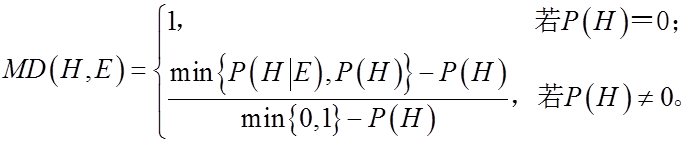 MD(H,E)=
1, 若P(H)=0;
min{P(H|E),P(H)}-P(H)
min{0,1}-P(H)
, 若P(H)≠0。